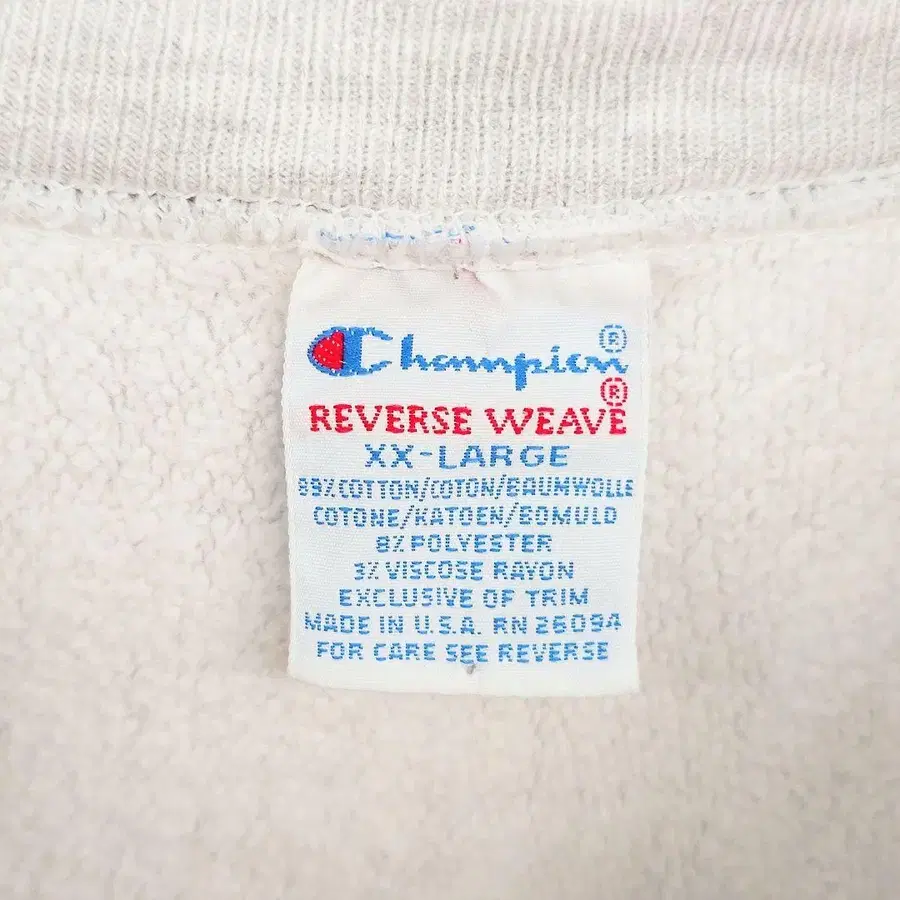 Champion®
REVERSE WEAVE®
XX-LARGE
89% COTTON/COTON/BAUMWOLLE
COTONE/KATOEN/BOMULD
8% POLYESTER
3% VISCOSE RAYON
EXCLUSIVE OF TRIM
MADE IN U.S.A. RN 26094
FOR CARE SEE REVERSE